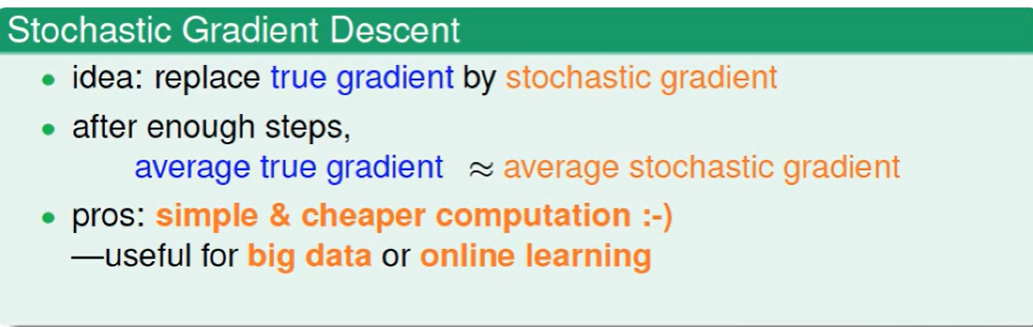 Stochastic Gradient Descent
• idea: replace true gradient by stochastic gradient
• after enough steps,
average true gradient ≈ average stochastic gradient
• pros: simple & cheaper computation :-)
—useful for big data or online learning